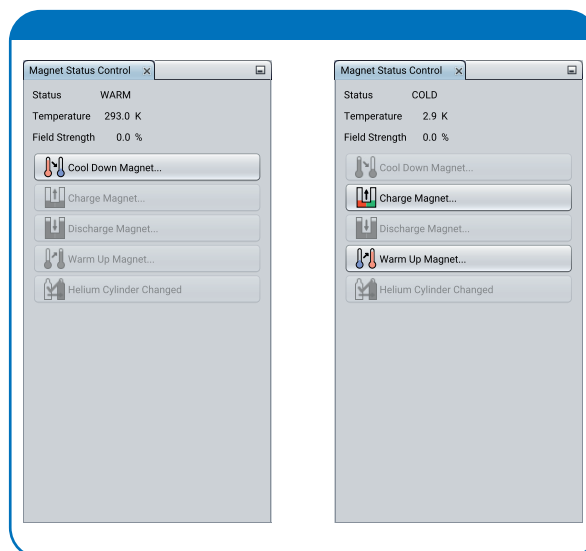 Magnet Status Control
Status WARM
Temperature 293.0 K
Field Strength 0.0 %
Cool Down Magnet...
Charge Magnet...
Discharge Magnet...
Warm Up Magnet...
Helium Cylinder Changed
Magnet Status Control
Status COLD
Temperature 2.9 K
Field Strength 0.0 %
Cool Down Magnet...
Charge Magnet...
Discharge Magnet...
Warm Up Magnet...
Helium Cylinder Changed